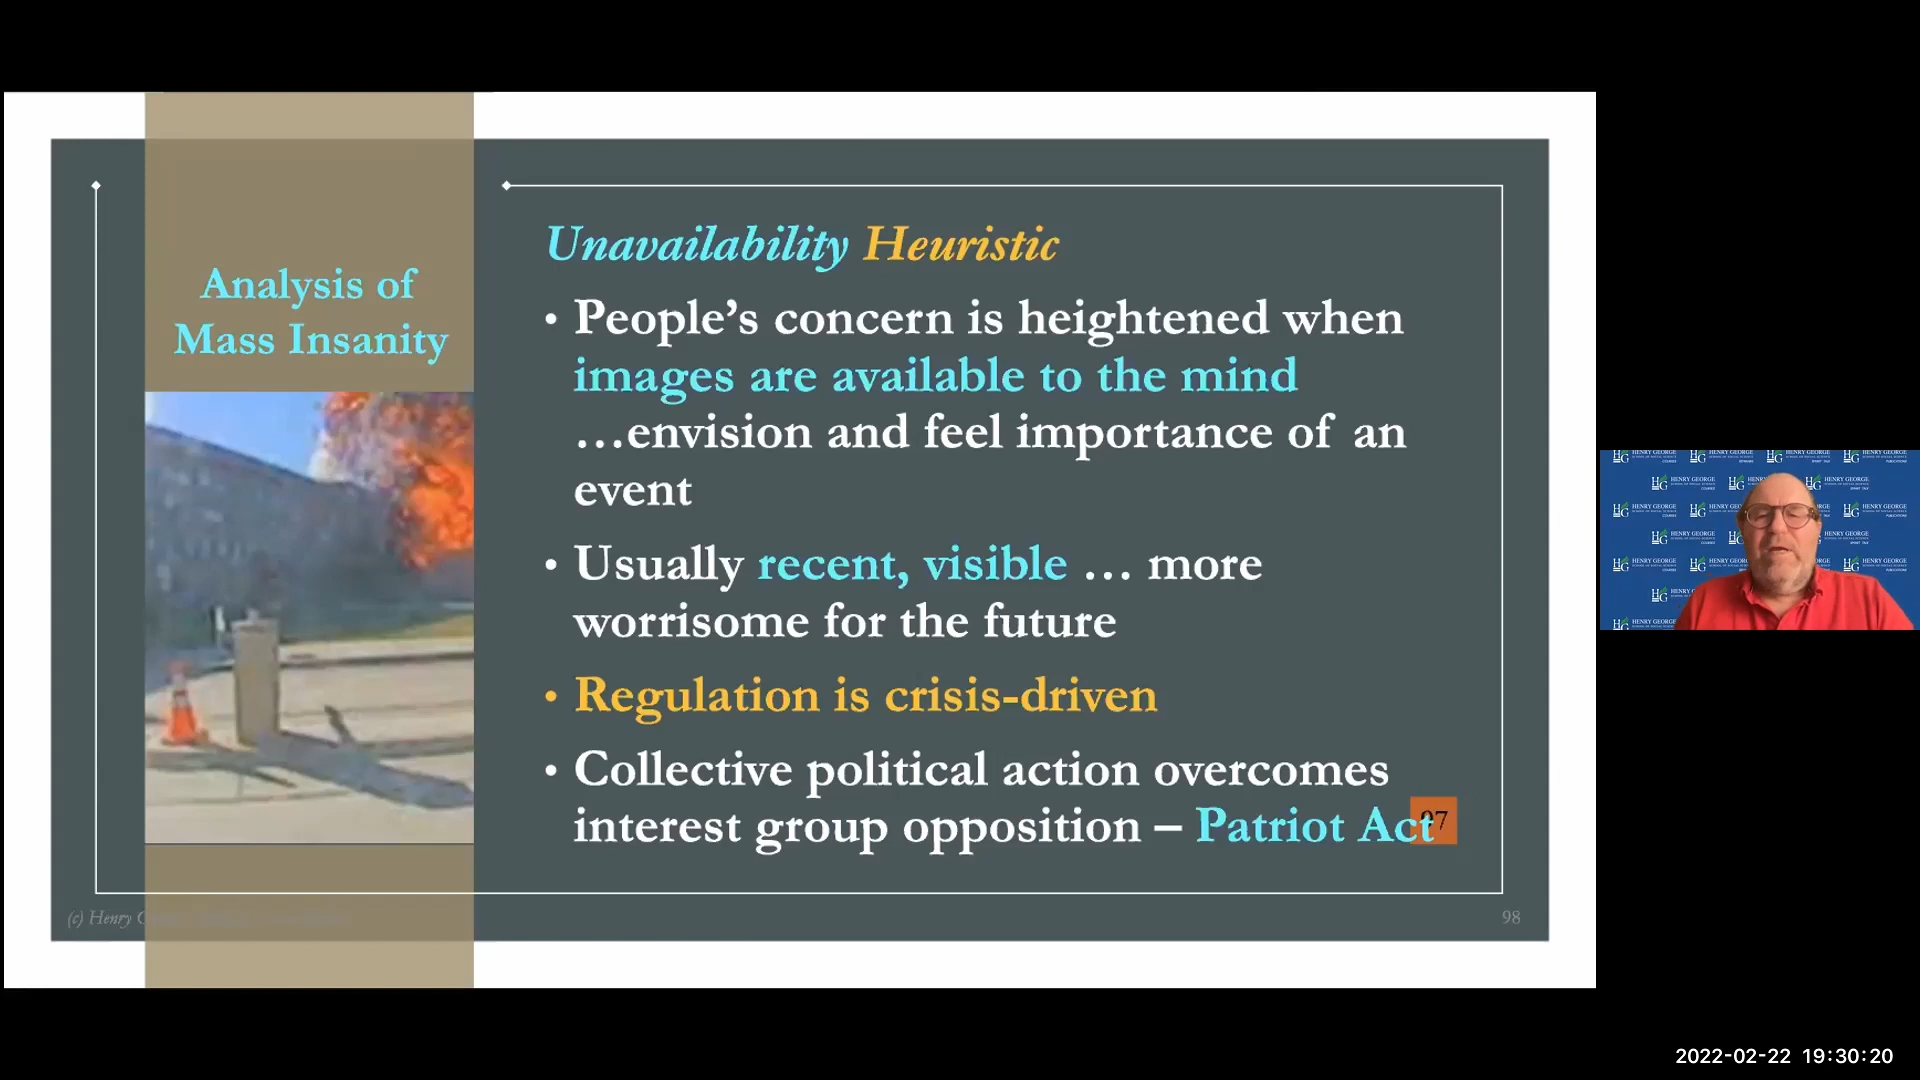 Analysis of
Mass Insanity
Unavailability Heuristic
• People’s concern is heightened when
images are available to the mind
…envision and feel importance of an
event
• Usually recent, visible … more
worrisome for the future
• Regulation is crisis-driven
• Collective political action overcomes
interest group opposition – Patriot Act
97
(c) Henry
98
HENRY GEORGE
2022-02-22 19:30:20